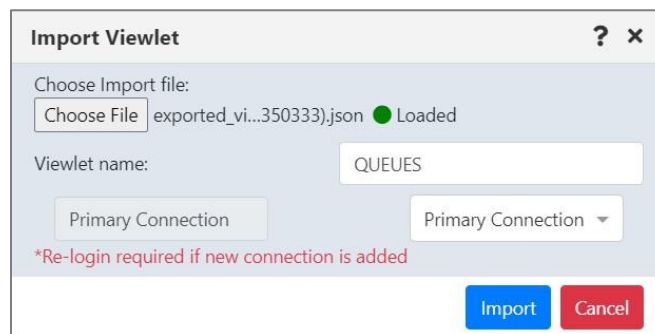 Import Viewlet ? ×
Choose Import file:
Choose File exported_vi...350333).json Loaded
Viewlet name: QUEUES
Primary Connection Primary Connection
*Re-login required if new connection is added
Import Cancel